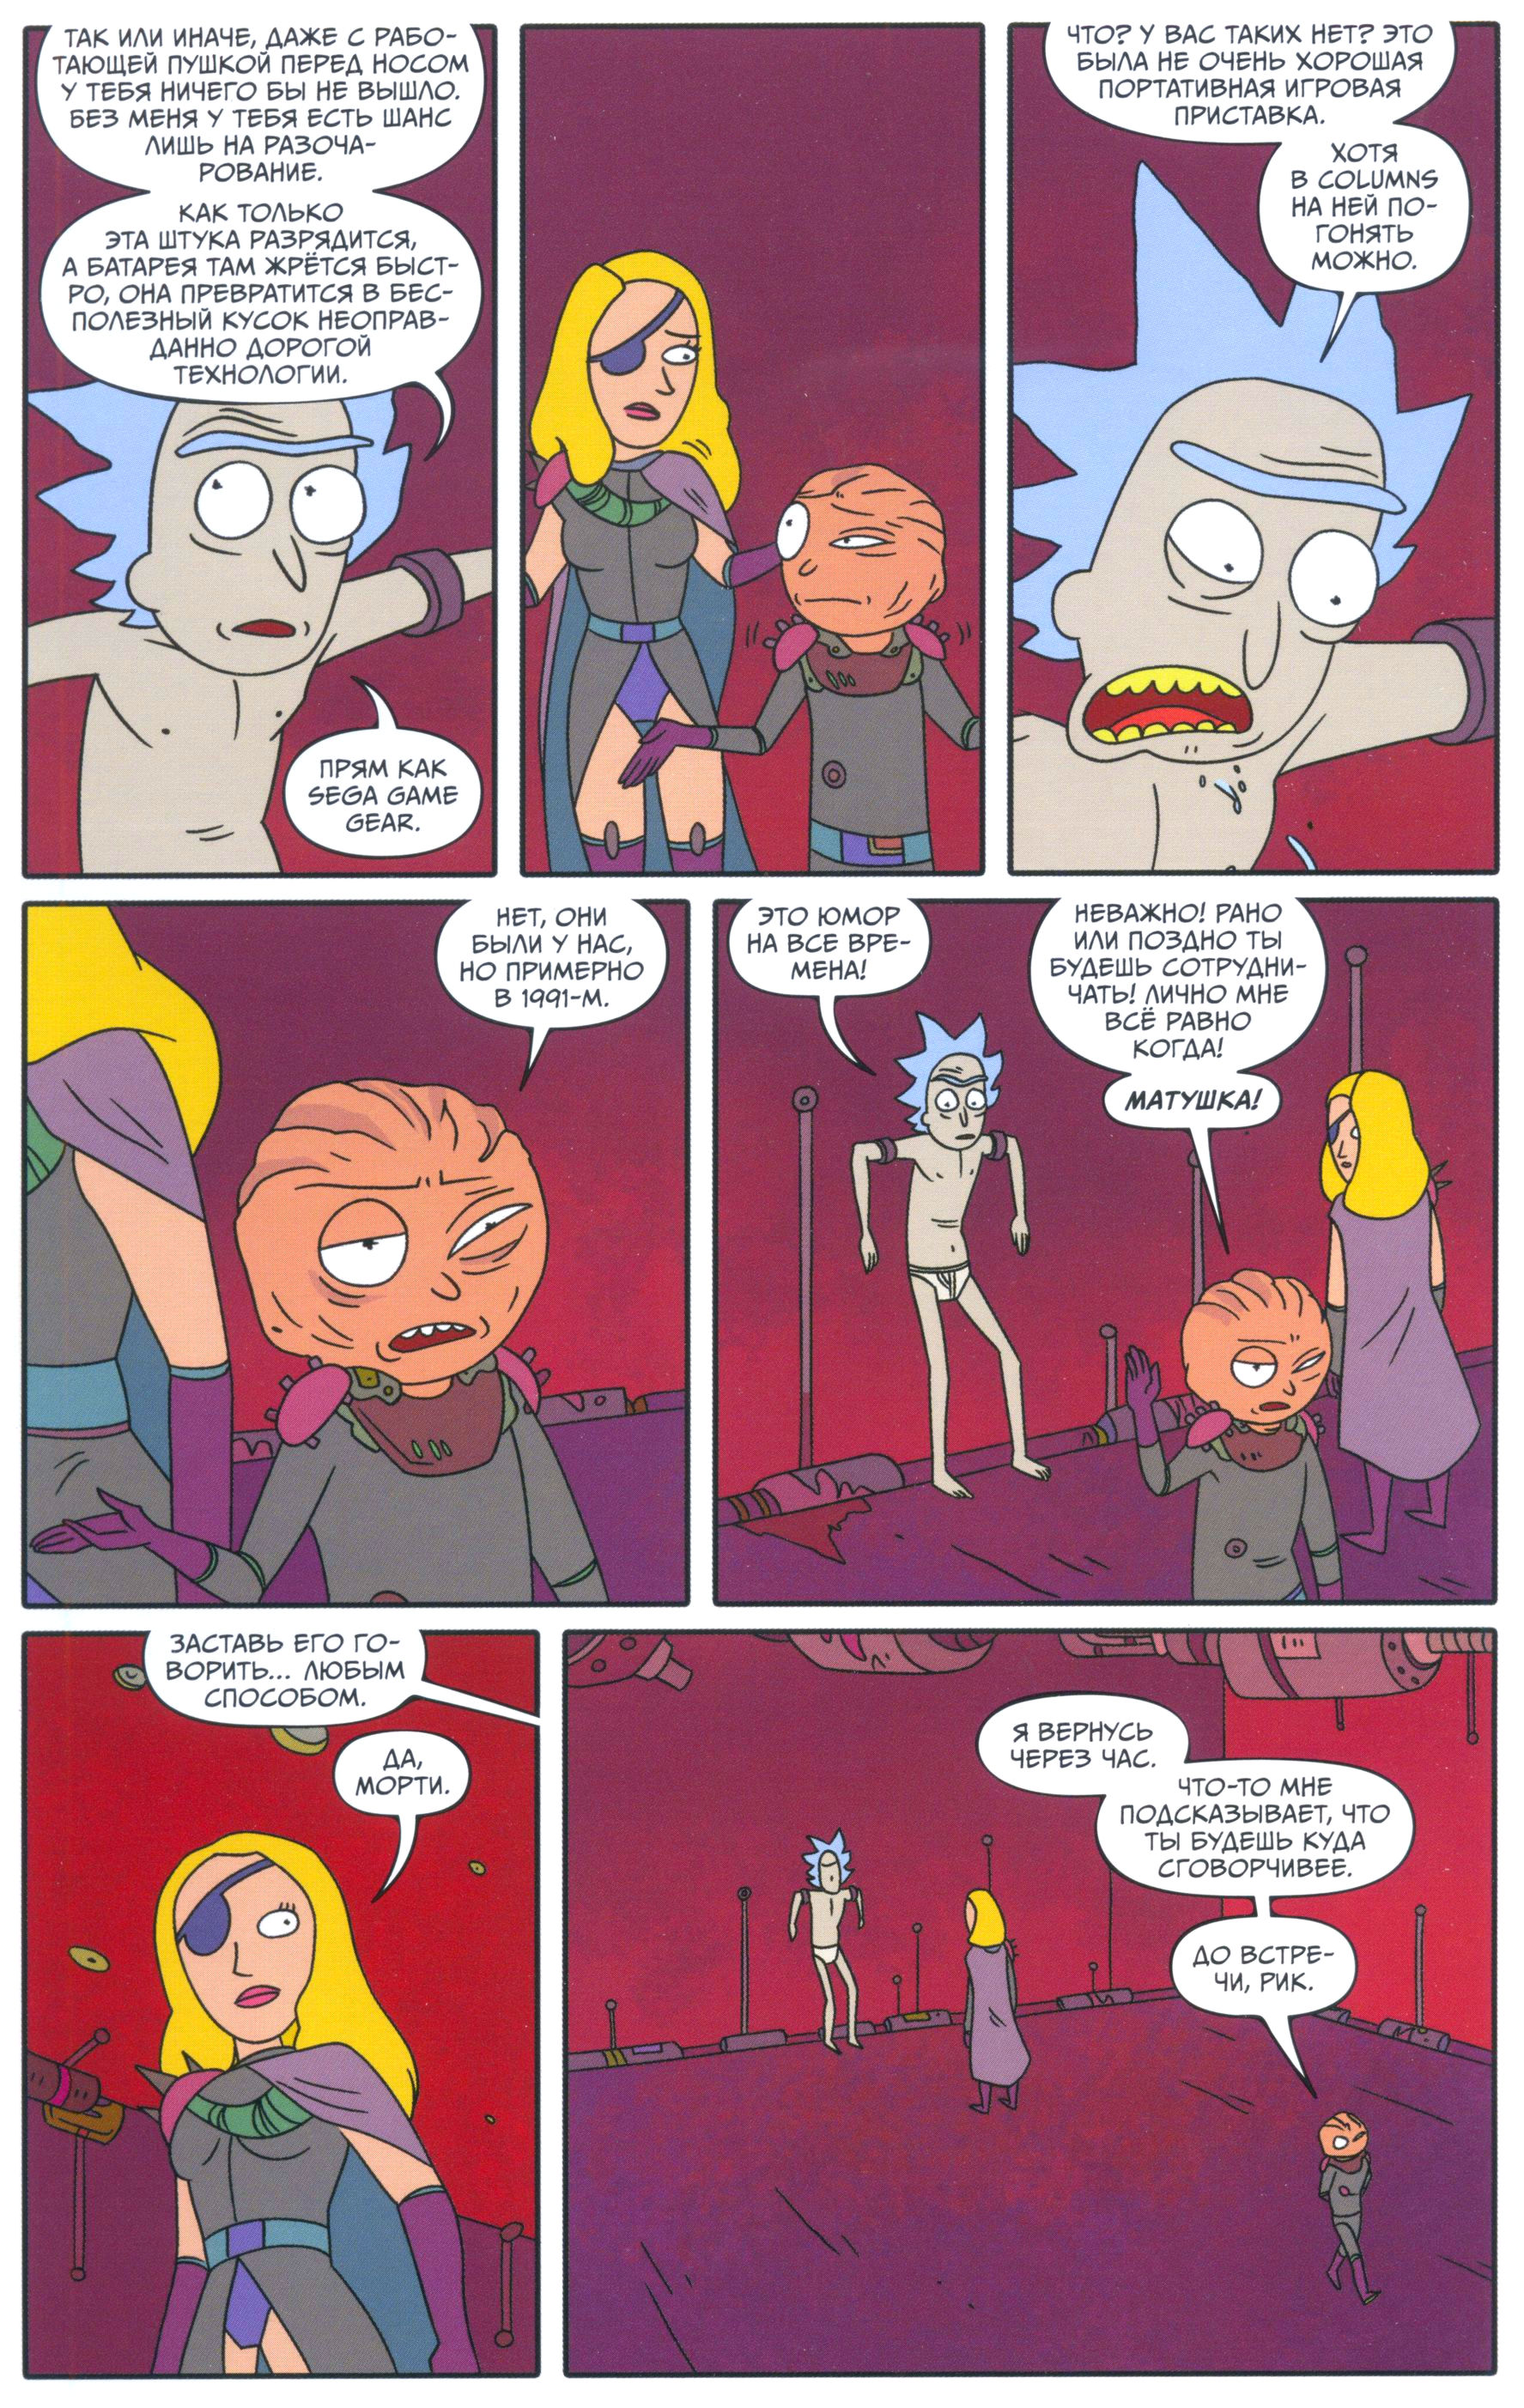 ТАК ИЛИ ИНАЧЕ, ДАЖЕ С РАБО-
ТАЮЩЕЙ ПУШКОЙ ПЕРЕД НОСОМ
У ТЕБЯ НИЧЕГО БЫ НЕ ВЫШЛО.
БЕЗ МЕНЯ У ТЕБЯ ЕСТЬ ШАНС
ЛИШЬ НА РАЗОЧА-
РОВАНИЕ.
КАК ТОЛЬКО
ЭТА ШТУКА РАЗРЯДИТСЯ,
А БАТАРЕЯ ТАМ ЖРЁТСЯ БЫСТ-
РО, ОНА ПРЕВРАТИТСЯ В БЕС-
ПОЛЕЗНЫЙ КУСОК НЕОПРАВ-
ДАННО ДОРОГОЙ
ТЕХНОЛОГИИ.
ПРЯМ КАК
SEGA GAME
GEAR.
ЧТО? У ВАС ТАКИХ НЕТ? ЭТО
БЫЛА НЕ ОЧЕНЬ ХОРОШАЯ
ПОРТАТИВНАЯ ИГРОВАЯ
ПРИСТАВКА.
ХОТЯ
В COLUMNS
НА НЕЙ ПО-
ГОНЯТЬ
МОЖНО.
НЕТ, ОНИ
БЫЛИ У НАС,
НО ПРИМЕРНО
В 1991-М.
ЭТО ЮМОР
НА ВСЕ ВРЕ-
МЕНА!
НЕВАЖНО! РАНО
ИЛИ ПОЗДНО ТЫ
БУДЕШЬ СОТРУДНИ-
ЧАТЬ! ЛИЧНО МНЕ
ВСЁ РАВНО
КОГДА!
МАТУШКА!
ЗАСТАВЬ ЕГО ГО-
ВОРИТЬ... ЛЮБЫМ
СПОСОБОМ.
ДА,
МОРТИ.
Я ВЕРНУСЬ
ЧЕРЕЗ ЧАС.
ЧТО-ТО МНЕ
ПОДСКАЗЫВАЕТ, ЧТО
ТЫ БУДЕШЬ КУДА
СГОВОРЧИВЕЕ.
ДО ВСТРЕ-
ЧИ, РИК.